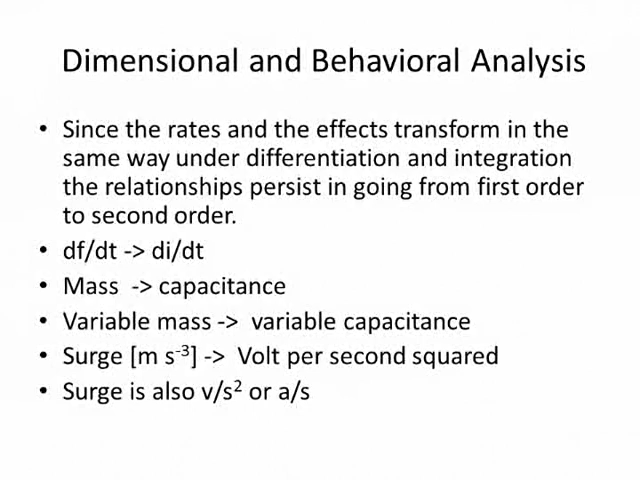 Dimensional and Behavioral Analysis
• Since the rates and the effects transform in the
same way under differentiation and integration
the relationships persist in going from first order
to second order.
• df/dt -> di/dt
• Mass -> capacitance
• Variable mass -> variable capacitance
• Surge [m s⁻³] -> Volt per second squared
• Surge is also v/s² or a/s